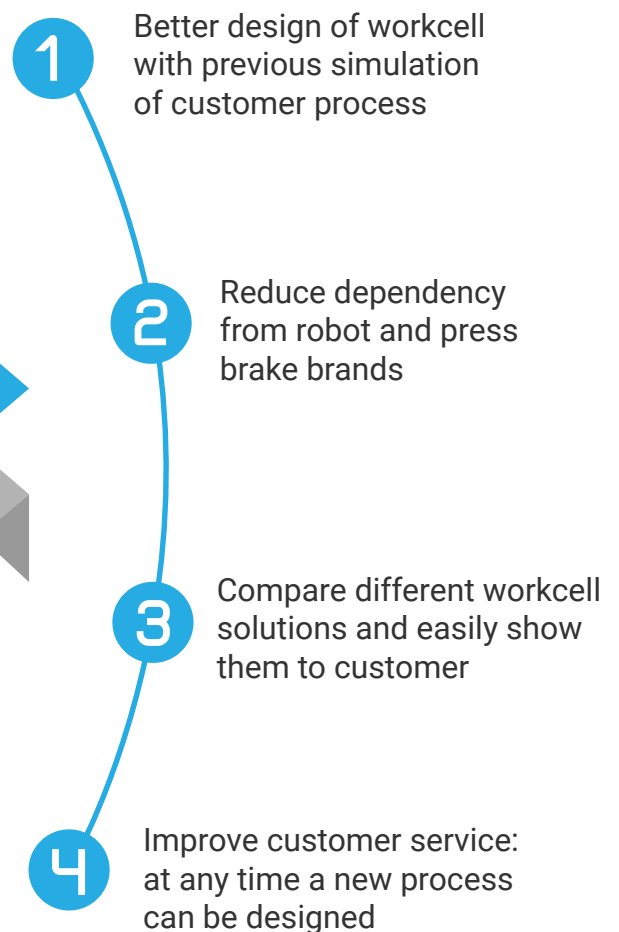 1
Better design of workcell
with previous simulation
of customer process
2
Reduce dependency
from robot and press
brake brands
3
Compare different workcell
solutions and easily show
them to customer
4
Improve customer service:
at any time a new process
can be designed